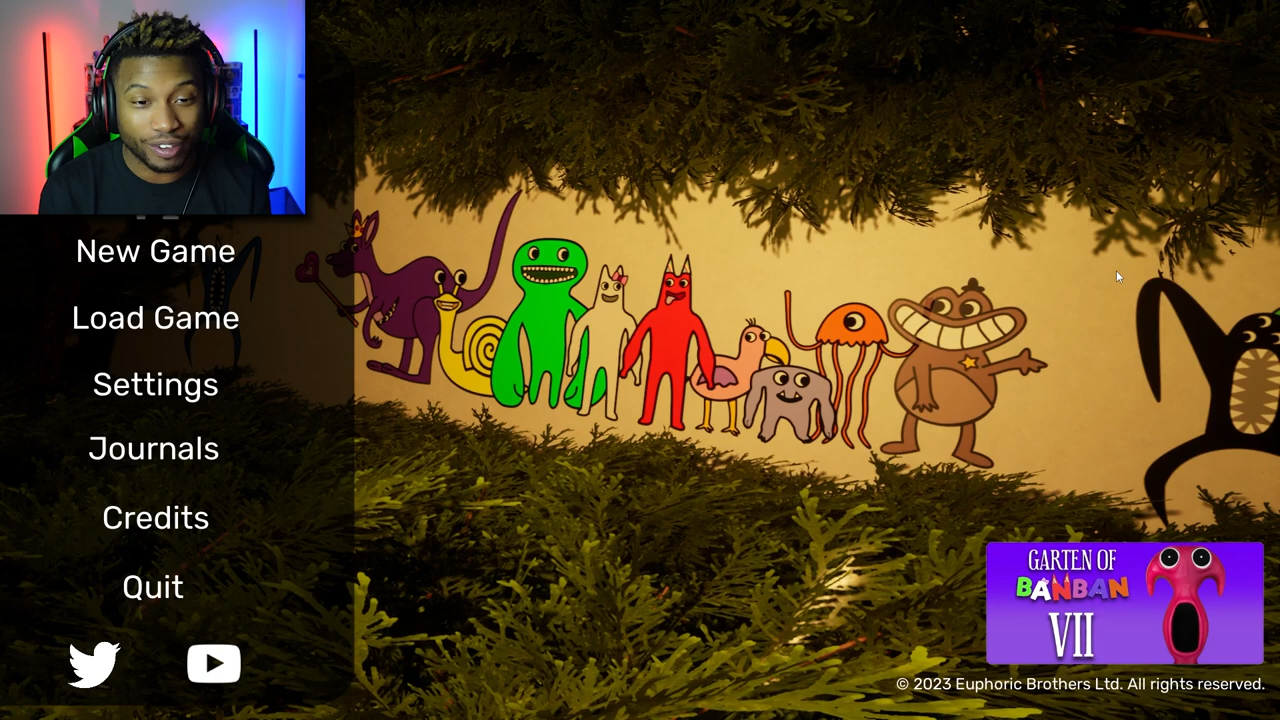 New Game
Load Game
Settings
Journals
Credits
Quit
GARTEN OF
BANBAN
VII
© 2023 Euphoric Brothers Ltd. All rights reserved.